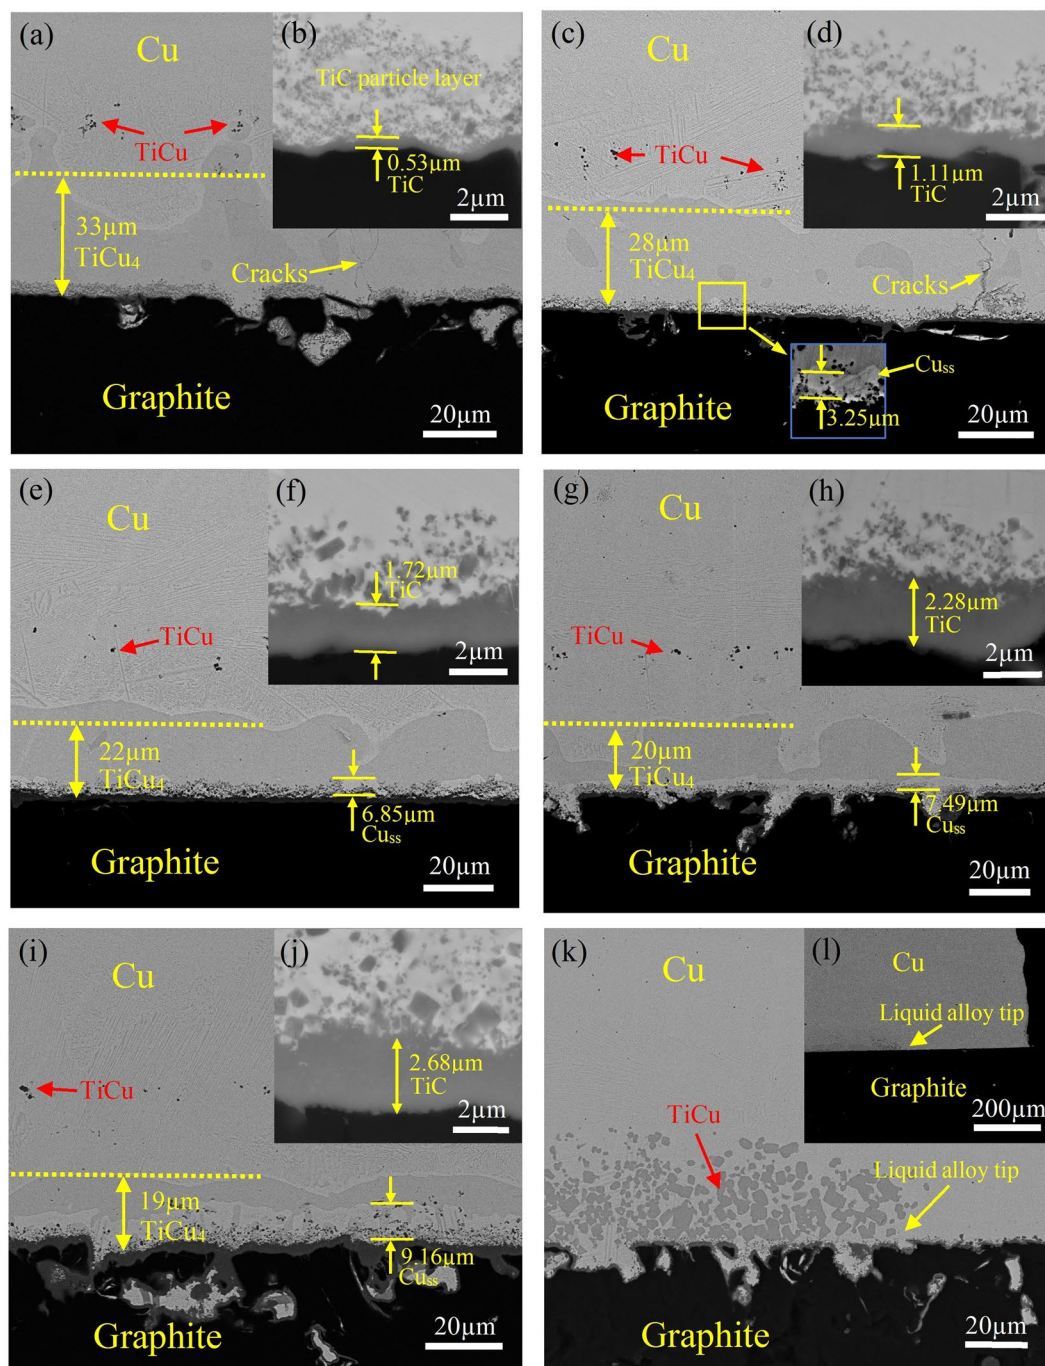 (a)
Cu
TiCu
33µm
TiCu₄
Cracks
Graphite
20µm
(b)
TiC particle layer
0.53µm
TiC
2µm
(c)
Cu
TiCu
28µm
TiCu₄
Cracks
Cuss
3.25µm
Graphite
20µm
(d)
1.11µm
TiC
2µm
(e)
Cu
TiCu
22µm
TiCu₄
6.85µm
Cuss
Graphite
20µm
(f)
1.72µm
TiC
2µm
(g)
Cu
TiCu
20µm
TiCu₄
7.49µm
Cuss
Graphite
20µm
(h)
2.28µm
TiC
2µm
(i)
Cu
TiCu
19µm
TiCu₄
9.16µm
Cuss
Graphite
20µm
(j)
2.68µm
TiC
2µm
(k)
Cu
TiCu
Liquid alloy tip
Graphite
20µm
(l)
Cu
Liquid alloy tip
Graphite
200µm